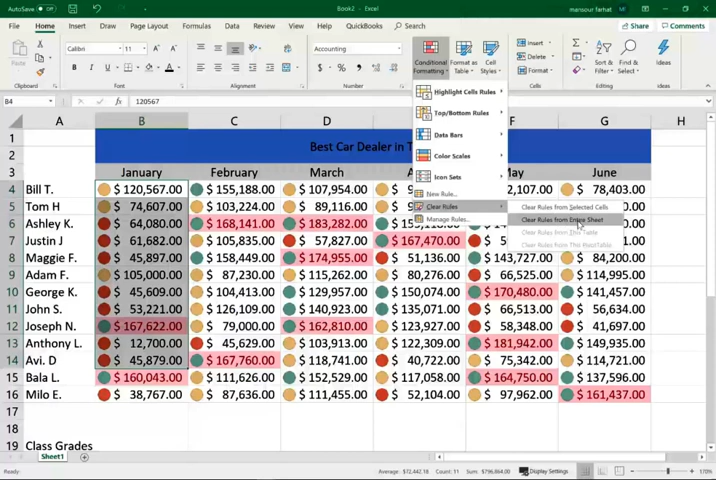 AutoSave Off Book2 - Excel mansour farhat MF
File Home Insert Draw Page Layout Formulas Data Review View Help QuickBooks Search Share Comments
Calibri 11 Accounting
Paste Conditional Formatting Format as Table Cell Styles Insert Delete Format Sort & Filter Find & Select Ideas
Clipboard Font Alignment Number Cells Editing Ideas
B4 120567
A B C D F G H
Highlight Cells Rules
Top/Bottom Rules
Data Bars
Color Scales
Icon Sets
New Rule...
Clear Rules
Manage Rules...
Clear Rules from Selected Cells
Clear Rules from Entire Sheet
Clear Rules from This Table
Clear Rules from This PivotTable
1
2 Best Car Dealer in T
3 January February March A May June
4 Bill T. $ 120,567.00 $ 155,188.00 $ 107,954.00 $ 9 2,107.00 $ 78,403.00
5 Tom H $ 74,607.00 $ 103,224.00 $ 89,116.00 $ 9
6 Ashley K. $ 64,080.00 $ 168,141.00 $ 183,282.00 $ 9
7 Justin J $ 61,682.00 $ 105,835.00 $ 57,827.00 $ 167,470.00
8 Maggie F. $ 45,897.00 $ 158,448.00 $ 174,955.00 $ 51,136.00 $ 143,727.00 $ 84,200.00
9 Adam F. $ 105,000.00 $ 87,230.00 $ 115,262.00 $ 80,276.00 $ 66,525.00 $ 114,995.00
10 George K. $ 45,609.00 $ 104,413.00 $ 129,957.00 $ 150,074.00 $ 170,480.00 $ 141,457.00
11 John S. $ 53,221.00 $ 126,109.00 $ 140,923.00 $ 135,071.00 $ 66,513.00 $ 56,634.00
12 Joseph N. $ 167,622.00 $ 79,000.00 $ 162,810.00 $ 123,927.00 $ 58,348.00 $ 41,697.00
13 Anthony L. $ 12,700.00 $ 45,629.00 $ 103,913.00 $ 122,309.00 $ 181,942.00 $ 149,935.00
14 Avi. D $ 45,879.00 $ 167,760.00 $ 118,741.00 $ 40,722.00 $ 75,342.00 $ 114,721.00
15 Bala L. $ 160,043.00 $ 111,626.00 $ 152,529.00 $ 117,058.00 $ 164,750.00 $ 137,596.00
16 Milo E. $ 38,767.00 $ 87,636.00 $ 111,455.00 $ 52,104.00 $ 97,962.00 $ 161,437.00
17
18
19 Class Grades
Sheet1
Ready Average: $72,442.18 Count: 11 Sum: $796,864.00 Display Settings 170%